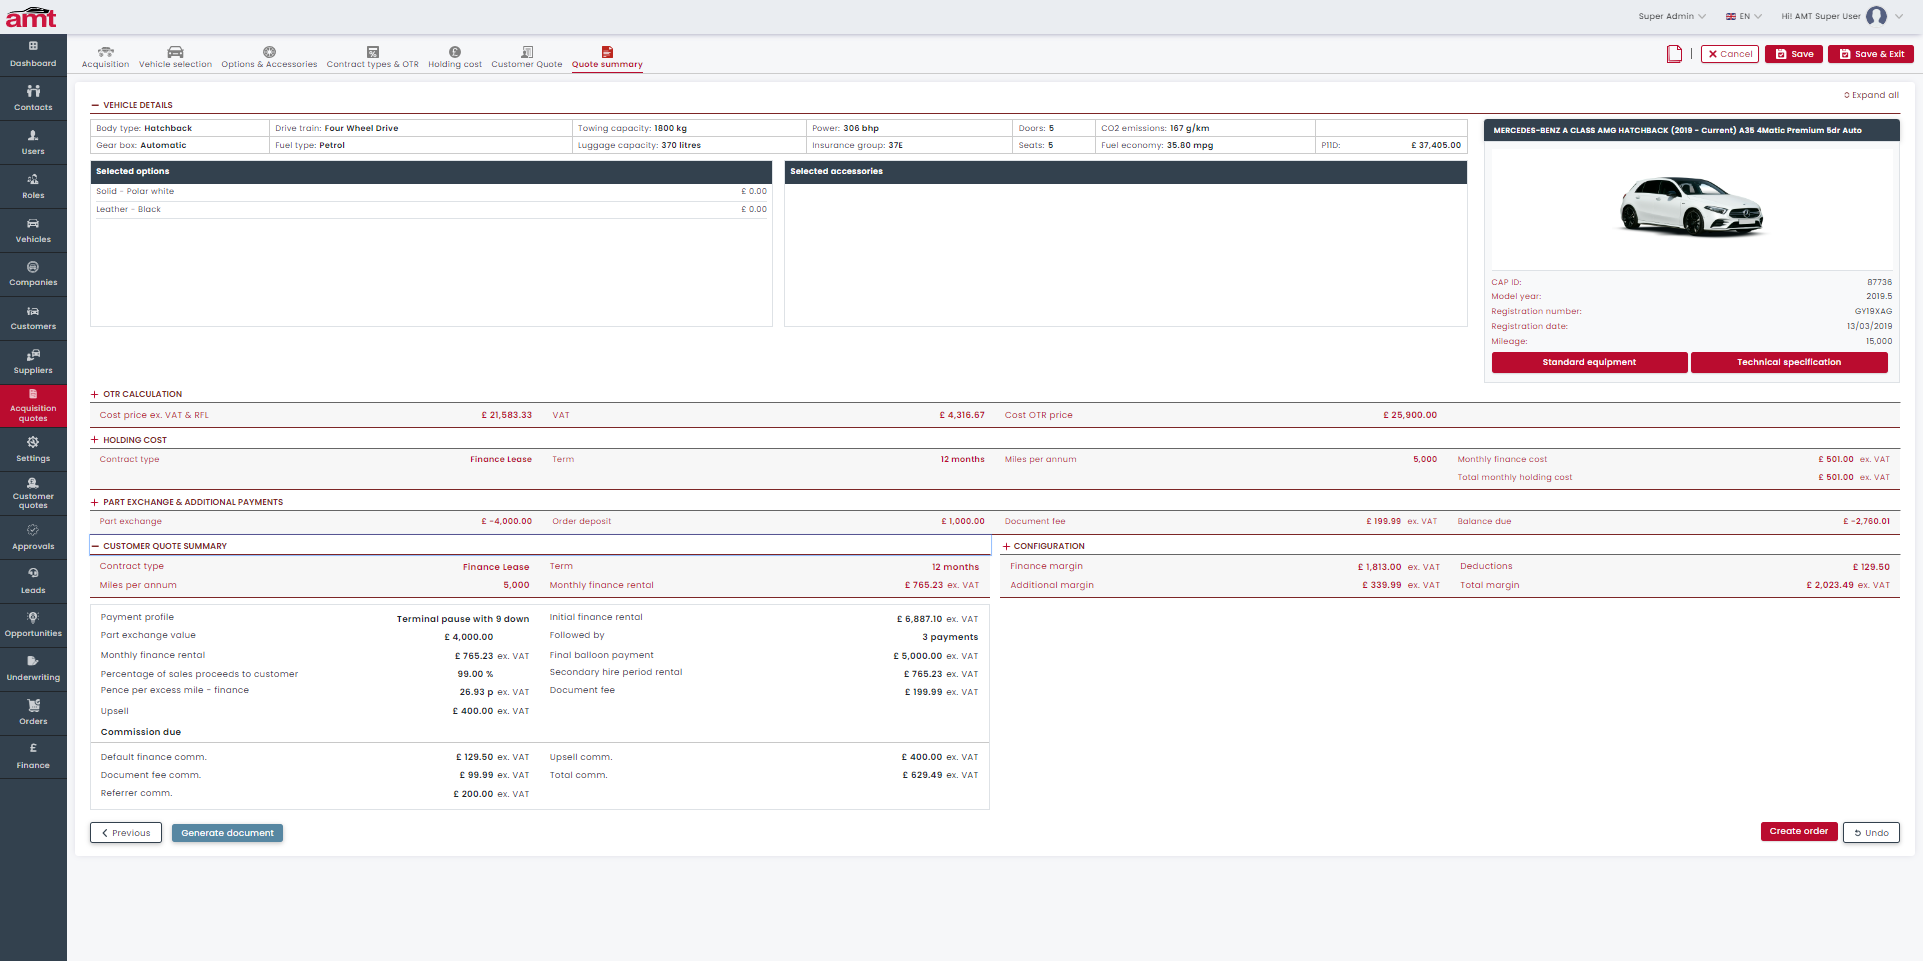 amt
Super Admin
EN
Hi! AMT Super User
Dashboard
Contacts
Users
Roles
Vehicles
Companies
Customers
Suppliers
Acquisition
quotes
Settings
Customer
quotes
Approvals
Leads
Opportunities
Underwriting
Orders
Finance
Acquisition
Vehicle selection
Options & Accessories
Contract types & OTR
Holding cost
Customer Quote
Quote summary
Cancel
Save
Save & Exit
Expand all
VEHICLE DETAILS
Body type: Hatchback
Drive train: Four Wheel Drive
Towing capacity: 1800 kg
Power: 306 bhp
Doors: 5
CO2 emissions: 167 g/km
Gear box: Automatic
Fuel type: Petrol
Luggage capacity: 370 litres
Insurance group: 37E
Seats: 5
Fuel economy: 35.80 mpg
P11D: £ 37,405.00
Selected options
Solid - Polar white £ 0.00
Leather - Black £ 0.00
Selected accessories
MERCEDES-BENZ A CLASS AMG HATCHBACK (2019 - Current) A35 4Matic Premium 5dr Auto
CAP ID: 87736
Model year: 2019.5
Registration number: GY19XAG
Registration date: 13/03/2019
Mileage: 15,000
Standard equipment
Technical specification
OTR CALCULATION
Cost price ex. VAT & RFL £ 21,583.33 VAT £ 4,316.67 Cost OTR price £ 25,900.00
HOLDING COST
Contract type Finance Lease Term 12 months Miles per annum 5,000 Monthly finance cost £ 501.00 ex. VAT
Total monthly holding cost £ 501.00 ex. VAT
PART EXCHANGE & ADDITIONAL PAYMENTS
Part exchange £ -4,000.00 Order deposit £ 1,000.00 Document fee £ 199.99 ex. VAT Balance due £ -2,760.01
CUSTOMER QUOTE SUMMARY
Contract type Finance Lease Term 12 months
Miles per annum 5,000 Monthly finance rental £ 765.23 ex. VAT
CONFIGURATION
Finance margin £ 1,813.00 ex. VAT Deductions £ 129.50
Additional margin £ 339.99 ex. VAT Total margin £ 2,023.49 ex. VAT
Payment profile Terminal pause with 9 down Initial finance rental £ 6,887.10 ex. VAT
Part exchange value £ 4,000.00 Followed by 3 payments
Monthly finance rental £ 765.23 ex. VAT Final balloon payment £ 5,000.00 ex. VAT
Percentage of sales proceeds to customer 99.00 % Secondary hire period rental £ 765.23 ex. VAT
Pence per excess mile - finance 26.93 p ex. VAT Document fee £ 199.99 ex. VAT
Upsell £ 400.00 ex. VAT
Commission due
Default finance comm. £ 129.50 ex. VAT Upsell comm. £ 400.00 ex. VAT
Document fee comm. £ 99.99 ex. VAT Total comm. £ 629.49 ex. VAT
Referrer comm. £ 200.00 ex. VAT
Previous
Generate document
Create order
Undo